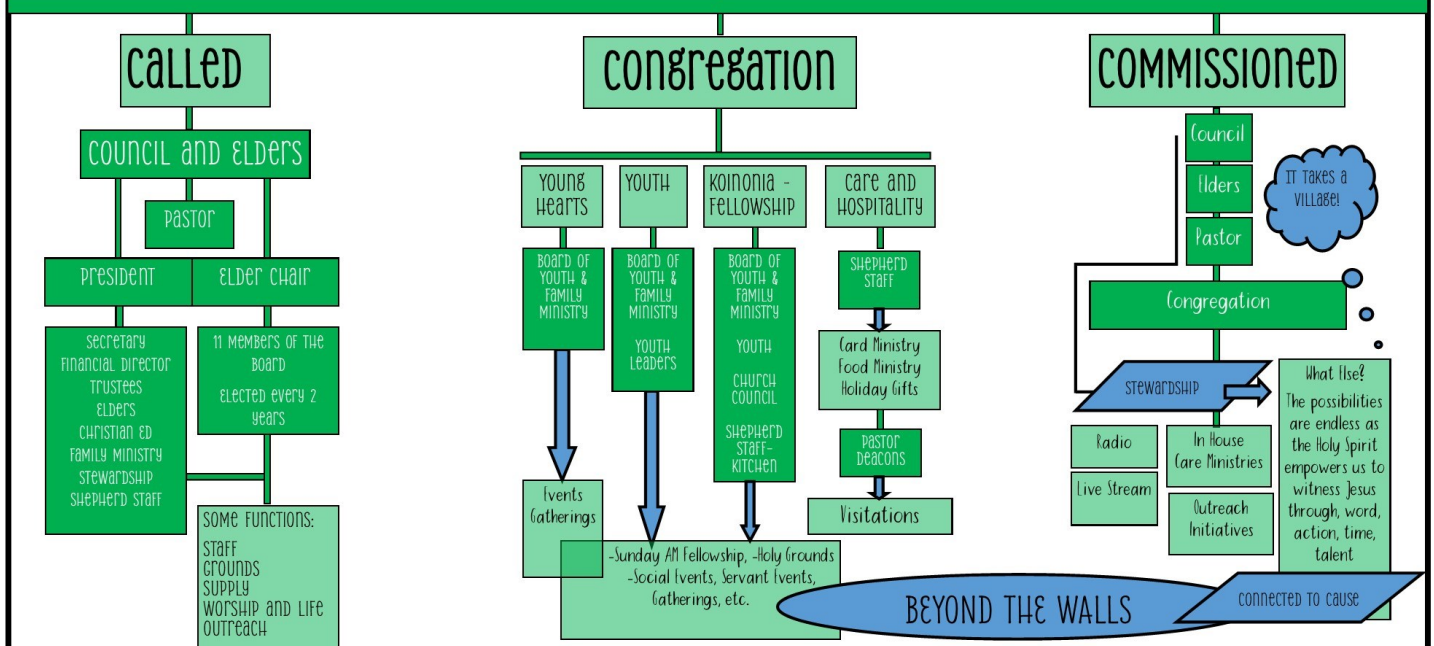 CALLED
COUNCIL AND ELDERS
PASTOR
PRESIDENT
ELDER CHAIR
SECRETARY
FINANCIAL DIRECTOR
TRUSTEES
ELDERS
CHRISTIAN ED
FAMILY MINISTRY
STEWARDSHIP
SHEPHERD STAFF
11 MEMBERS OF THE
BOARD
ELECTED EVERY 2
YEARS
SOME FUNCTIONS:
STAFF
GROUNDS
SUPPLY
WORSHIP AND LIFE
OUTREACH
CONGREGATION
YOUNG
HEARTS
BOARD OF
YOUTH &
FAMILY
MINISTRY
Events
Gatherings
YOUTH
BOARD OF
YOUTH &
FAMILY
MINISTRY
YOUTH
LEADERS
KOINONIA -
FELLOWSHIP
BOARD OF
YOUTH &
FAMILY
MINISTRY
YOUTH
CHURCH
COUNCIL
SHEPHERD
STAFF-
KITCHEN
-Sunday AM Fellowship, -Holy Grounds
-Social Events, Servant Events,
Gatherings, etc.
CARE AND
HOSPITALITY
SHEPHERD
STAFF
Card Ministry
Food Ministry
Holiday Gifts
PASTOR
DEACONS
Visitations
COMMISSIONED
Council
Elders
Pastor
IT TAKES A
VILLAGE!
Congregation
STEWARDSHIP
Radio
Live Stream
In House
Care Ministries
Outreach
Initiatives
What Else?
The possibilities
are endless as
the Holy Spirit
empowers us to
witness Jesus
through, word,
action, time,
talent
BEYOND THE WALLS
CONNECTED TO CAUSE